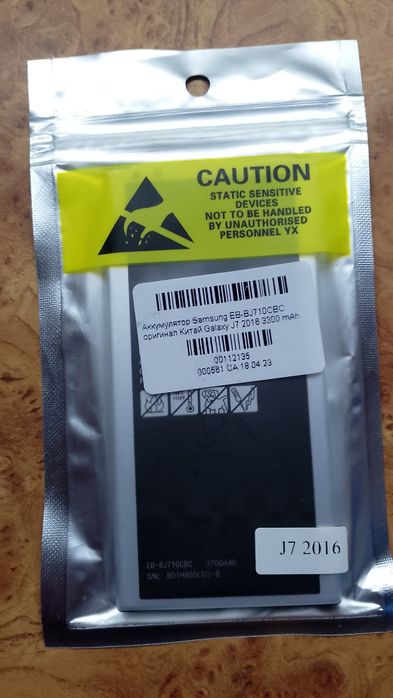 CAUTION
STATIC SENSITIVE
DEVICES
NOT TO BE HANDLED
BY UNAUTHORISED
PERSONNEL YX
Аккумулятор Samsung EB-BJ710CBC
оригинал Китай Galaxy J7 2016 3300 mAh
00112135
000561 CA 18.04.23
EB-BJ710CBC 3700mAh
S/N:
J7 2016